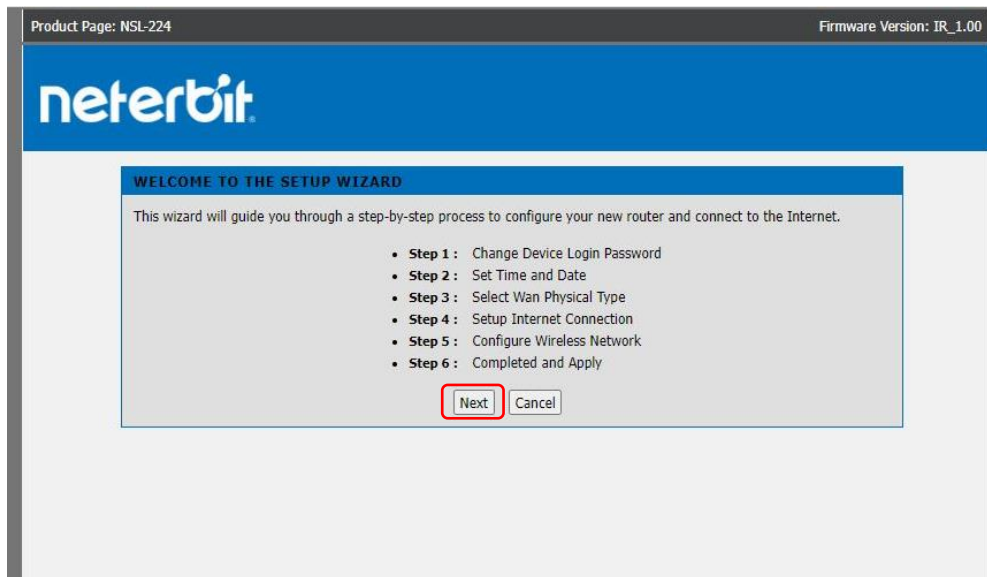 Product Page: NSL-224 Firmware Version: IR_1.00
neterbit
WELCOME TO THE SETUP WIZARD
This wizard will guide you through a step-by-step process to configure your new router and connect to the Internet.
• Step 1 : Change Device Login Password
• Step 2 : Set Time and Date
• Step 3 : Select Wan Physical Type
• Step 4 : Setup Internet Connection
• Step 5 : Configure Wireless Network
• Step 6 : Completed and Apply
Next Cancel